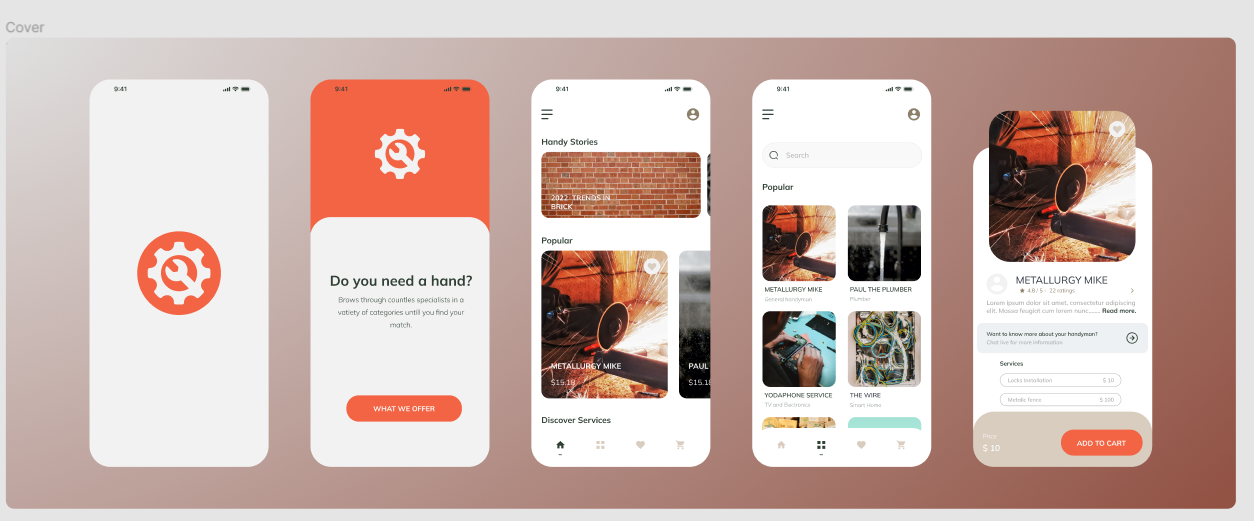 Cover
9:41
9:41
Do you need a hand?
Brows through countles specialists in a
vatiety of categories untill you find your
match.
WHAT WE OFFER
9:41
Handy Stories
2022 TRENDS IN
BRICK
Popular
METALLURGY MIKE
$15.18
PAUL
$15.18
Discover Services
9:41
Search
Popular
METALLURGY MIKE
General handyman
PAUL THE PLUMBER
Plumber
YODAPHONE SERVICE
TV and Electronics
THE WIRE
Smart Home
METALLURGY MIKE
4.8 / 5 - 22 ratings
Lorem ipsum dolor sit amet, consectetur adipiscing
elit. Massa feugiat cum lorem nunc....... Read more.
Want to know more about your handyman?
Chat live for more information
Services
Locks Installation $ 10
Metalic fence $ 100
Price
$ 10
ADD TO CART